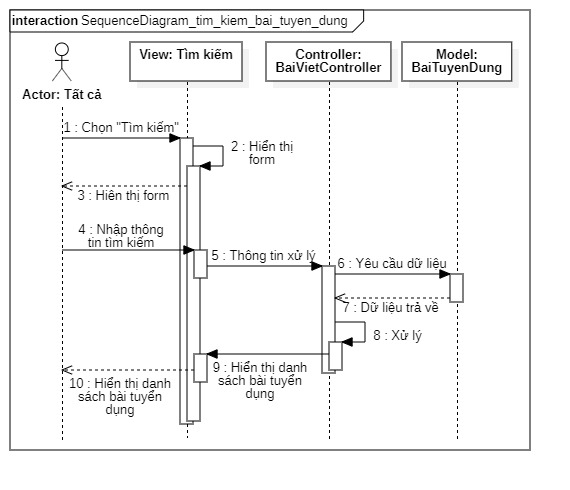 interaction SequenceDiagram_tim_kiem_bai_tuyen_dung
Actor: Tất cả
View: Tìm kiếm
Controller:
BaiVietController
Model:
BaiTuyenDung
1 : Chọn "Tìm kiếm"
2 : Hiển thị
form
3 : Hiên thị form
4 : Nhập thông
tin tìm kiếm
5 : Thông tin xử lý
6 : Yêu cầu dữ liệu
7 : Dữ liệu trả về
8 : Xử lý
9 : Hiển thị danh
sách bài tuyển
dụng
10 : Hiển thị danh
sách bài tuyển
dụng